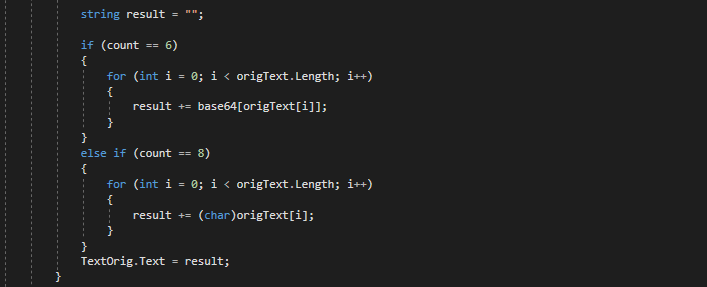 string result = "";
if (count == 6)
{
for (int i = 0; i < origText.Length; i++)
{
result += base64[origText[i]];
}
}
else if (count == 8)
{
for (int i = 0; i < origText.Length; i++)
{
result += (char)origText[i];
}
}
TextOrig.Text = result;
}